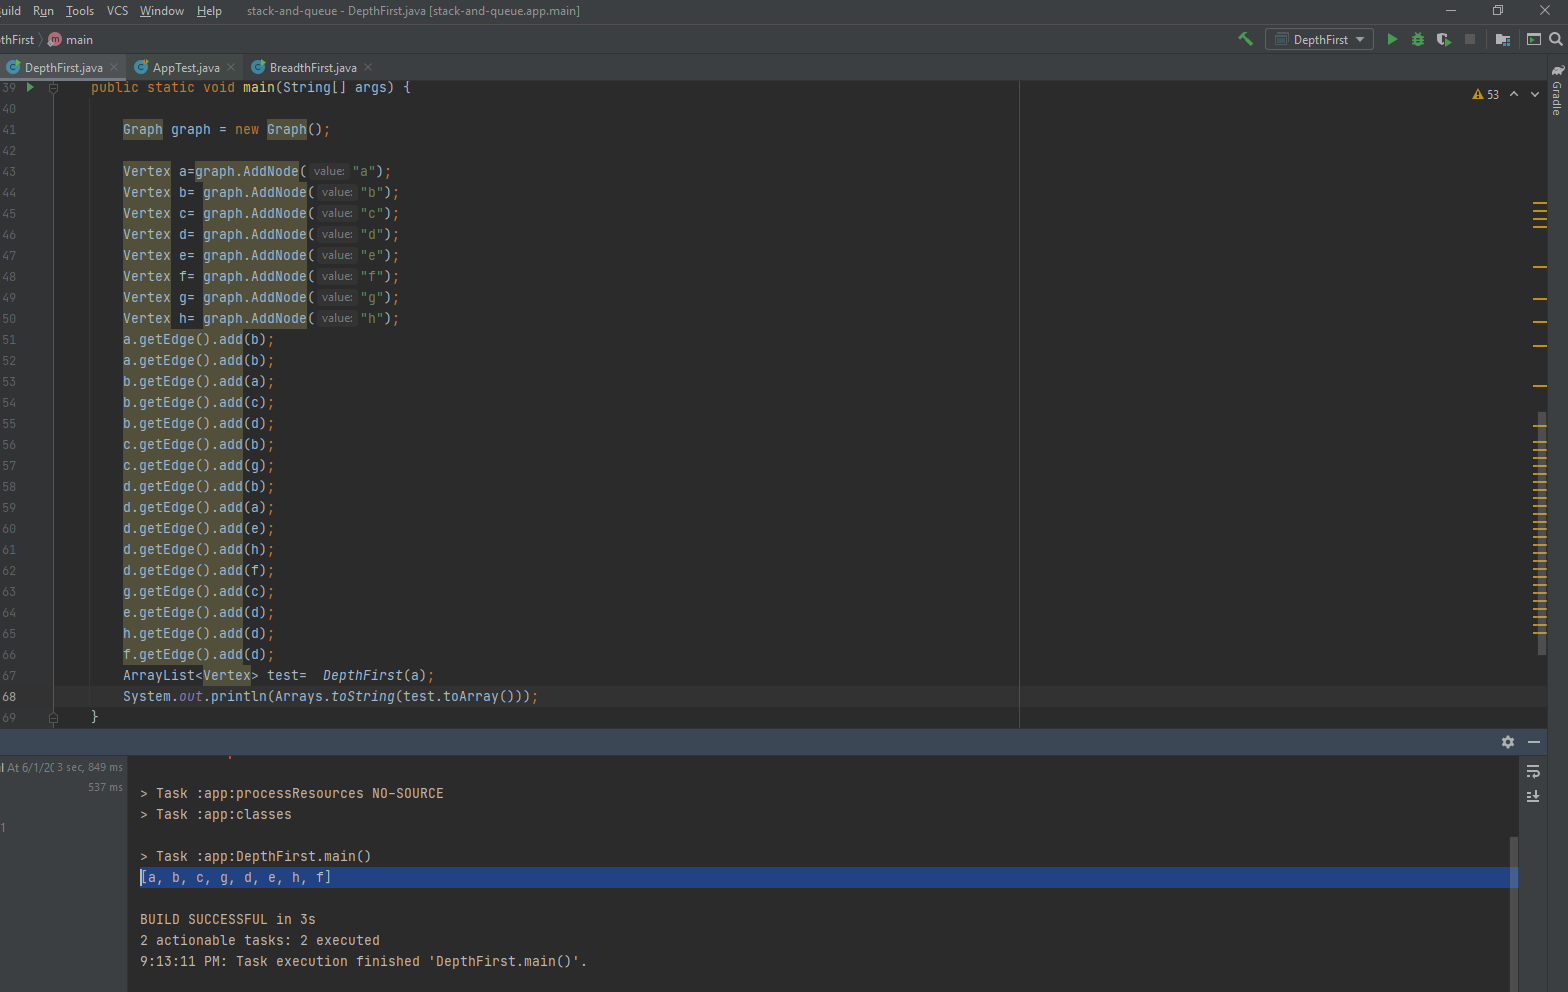 uild Run Tools VCS Window Help stack-and-queue - DepthFirst.java [stack-and-queue.app.main]
thFirst main DepthFirst
DepthFirst.java AppTest.java BreadthFirst.java
39 public static void main(String[] args) { 53
40
41 Graph graph = new Graph();
42
43 Vertex a=graph.AddNode( value: "a");
44 Vertex b= graph.AddNode( value: "b");
45 Vertex c= graph.AddNode( value: "c");
46 Vertex d= graph.AddNode( value: "d");
47 Vertex e= graph.AddNode( value: "e");
48 Vertex f= graph.AddNode( value: "f");
49 Vertex g= graph.AddNode( value: "g");
50 Vertex h= graph.AddNode( value: "h");
51 a.getEdge().add(b);
52 a.getEdge().add(b);
53 b.getEdge().add(a);
54 b.getEdge().add(c);
55 b.getEdge().add(d);
56 c.getEdge().add(b);
57 c.getEdge().add(g);
58 d.getEdge().add(b);
59 d.getEdge().add(a);
60 d.getEdge().add(e);
61 d.getEdge().add(h);
62 d.getEdge().add(f);
63 g.getEdge().add(c);
64 e.getEdge().add(d);
65 h.getEdge().add(d);
66 f.getEdge().add(d);
67 ArrayList<Vertex> test= DepthFirst(a);
68 System.out.println(Arrays.toString(test.toArray()));
69 }
Gradle
l At 6/1/20 3 sec, 849 ms
537 ms
1
> Task :app:processResources NO-SOURCE
> Task :app:classes
> Task :app:DepthFirst.main()
[a, b, c, g, d, e, h, f]
BUILD SUCCESSFUL in 3s
2 actionable tasks: 2 executed
9:13:11 PM: Task execution finished 'DepthFirst.main()'.